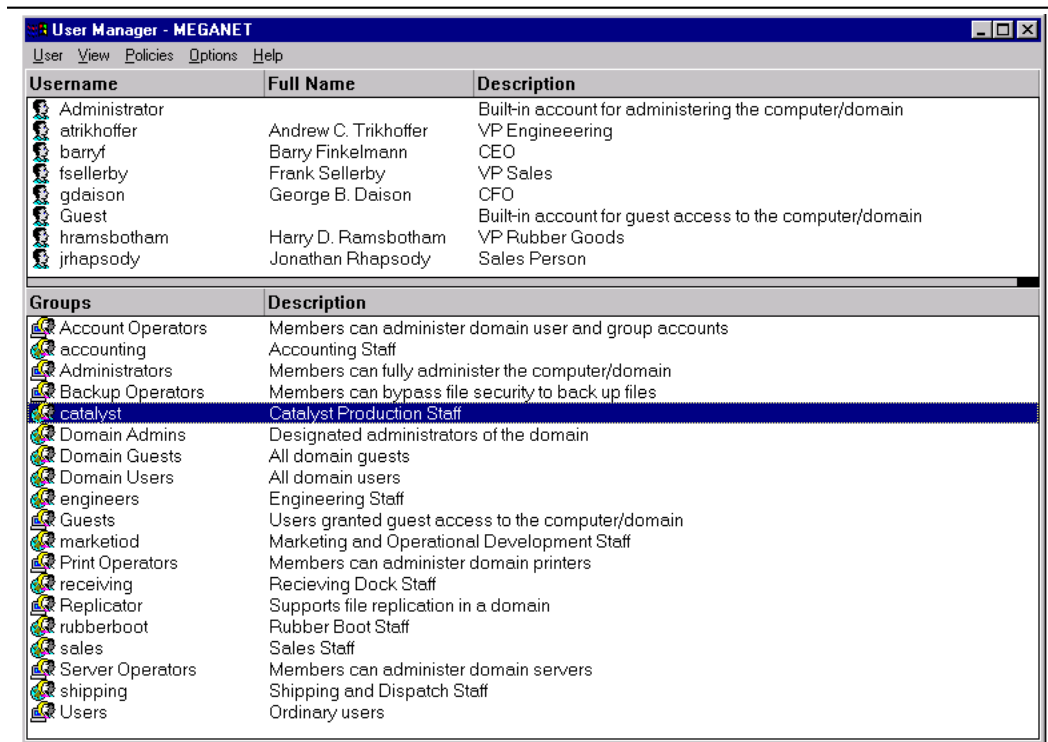 User Manager - MEGANET
User View Policies Options Help
Username Full Name Description
Administrator Built-in account for administering the computer/domain
atrikhoffer Andrew C. Trikhoffer VP Engineeering
barryf Barry Finkelmann CEO
fsellerby Frank Sellerby VP Sales
gdaison George B. Daison CFO
Guest Built-in account for guest access to the computer/domain
hramsbotham Harry D. Ramsbotham VP Rubber Goods
jrhapsody Jonathan Rhapsody Sales Person
Groups Description
Account Operators Members can administer domain user and group accounts
accounting Accounting Staff
Administrators Members can fully administer the computer/domain
Backup Operators Members can bypass file security to back up files
catalyst Catalyst Production Staff
Domain Admins Designated administrators of the domain
Domain Guests All domain guests
Domain Users All domain users
engineers Engineering Staff
Guests Users granted guest access to the computer/domain
marketiod Marketing and Operational Development Staff
Print Operators Members can administer domain printers
receiving Recieving Dock Staff
Replicator Supports file replication in a domain
rubberboot Rubber Boot Staff
sales Sales Staff
Server Operators Members can administer domain servers
shipping Shipping and Dispatch Staff
Users Ordinary users